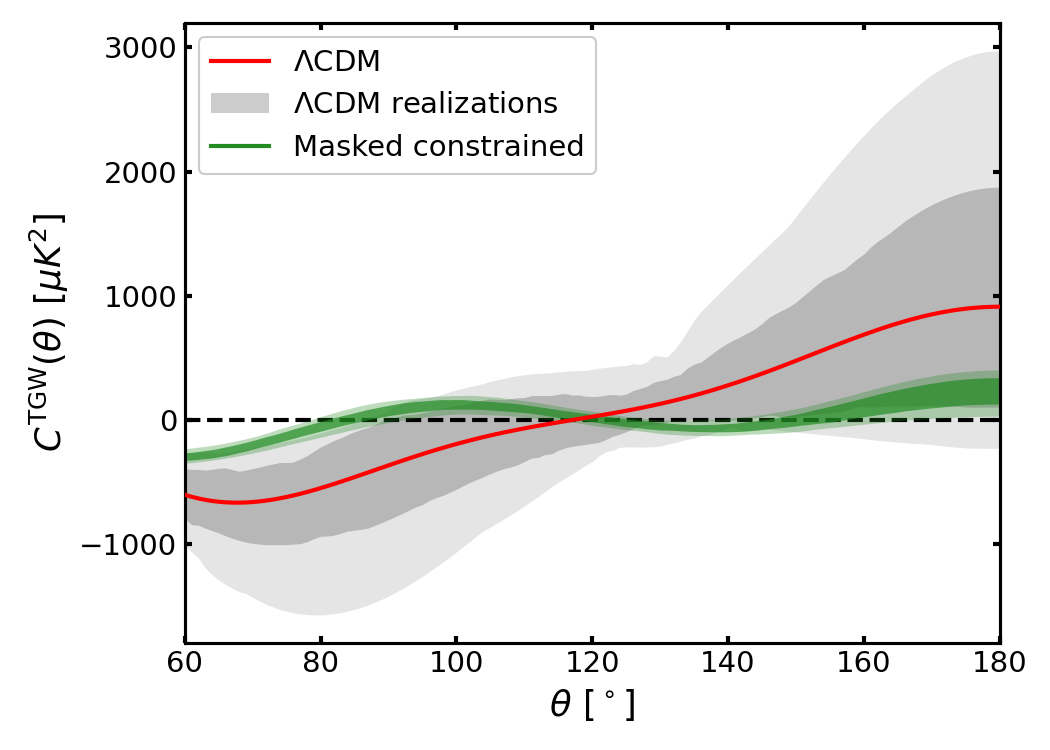 ΛCDM
ΛCDM realizations
Masked constrained
3000
2000
1000
0
−1000
C^TGW(θ) [μK²]
60 80 100 120 140 160 180
θ [°]